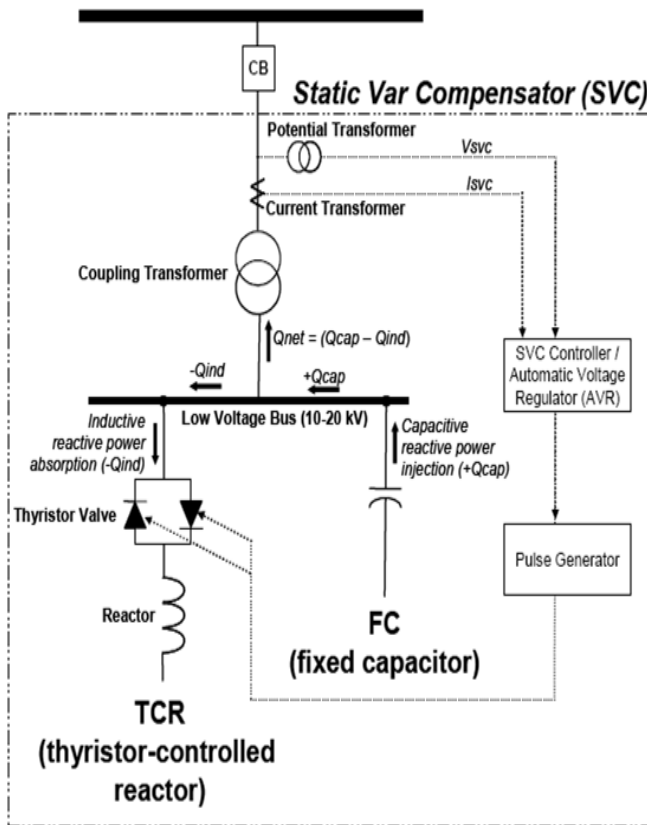 CB
Static Var Compensator (SVC)
Potential Transformer
Vsvc
Isvc
Current Transformer
Coupling Transformer
Qnet = (Qcap – Qind)
SVC Controller /
Automatic Voltage
Regulator (AVR)
-Qind
+Qcap
Low Voltage Bus (10-20 kV)
Inductive
reactive power
absorption (-Qind)
Capacitive
reactive power
injection (+Qcap)
Thyristor Valve
Pulse Generator
Reactor
FC
(fixed capacitor)
TCR
(thyristor-controlled
reactor)